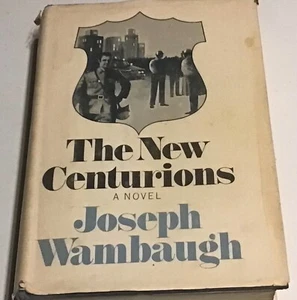 The New
Centurions
A NOVEL
Joseph
Wambaugh